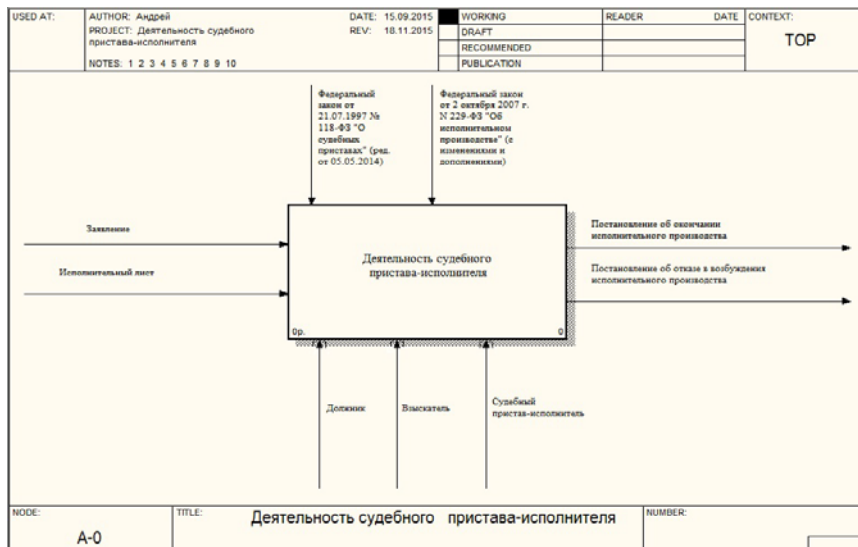 USED AT:
AUTHOR: Андрей
DATE: 15.09.2015
WORKING
READER
DATE
CONTEXT:
PROJECT: Деятельность судебного
REV: 18.11.2015
DRAFT
TOP
пристава-исполнителя
RECOMMENDED
NOTES: 1 2 3 4 5 6 7 8 9 10
PUBLICATION
Федеральный
закон от
21.07.1997 №
118-ФЗ "О
судебных
приставах" (ред.
от 05.05.2014)
Федеральный закон
от 2 октября 2007 г.
N 229-ФЗ "Об
исполнительном
производстве" (с
изменениями и
дополнениями)
Заявление
Исполнительный лист
Деятельность судебного
пристава-исполнителя
0р.
0
Постановление об окончании
исполнительного производства
Постановление об отказе в возбуждения
исполнительного производства
Должник
Взыскатель
Судебный
пристав-исполнитель
NODE:
A-0
TITLE:
Деятельность судебного пристава-исполнителя
NUMBER: